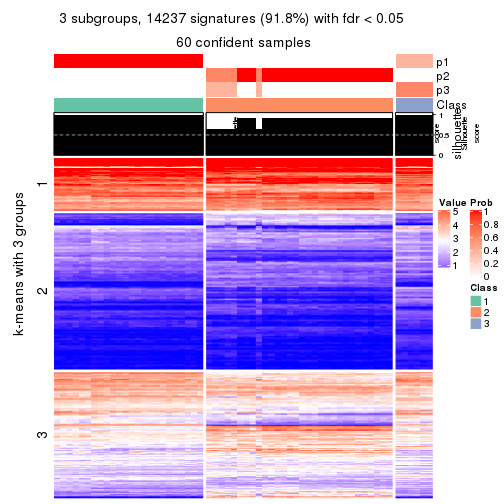 3 subgroups, 14237 signatures (91.8%) with fdr < 0.05
60 confident samples
p1
p2
p3
Class
1
0.5
0
silhouette
score
Silhouette
score
k-means with 3 groups
1
2
3
Value
5
4
3
2
1
Prob
1
0.8
0.6
0.4
0.2
0
Class
1
2
3